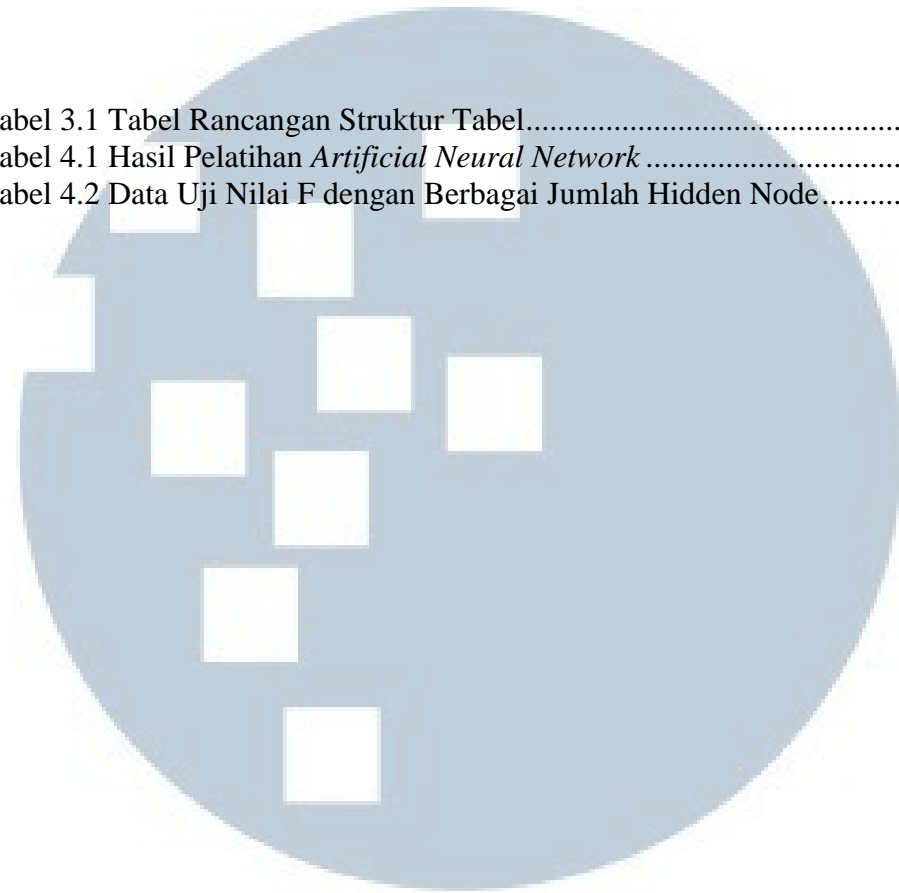 abel 3.1 Tabel Rancangan Struktur Tabel................................................
abel 4.1 Hasil Pelatihan Artificial Neural Network .................................
abel 4.2 Data Uji Nilai F dengan Berbagai Jumlah Hidden Node..........